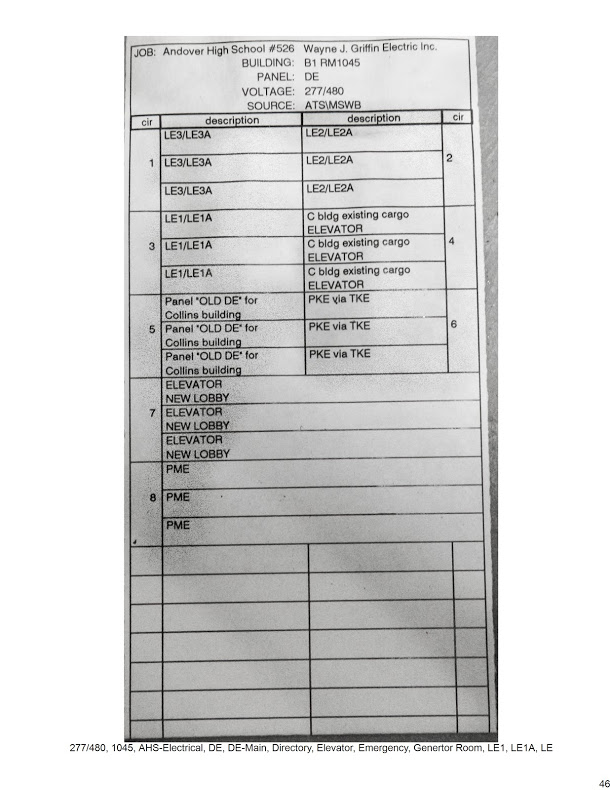 JOB: Andover High School #526 Wayne J. Griffin Electric Inc.
BUILDING: B1 RM1045
PANEL: DE
VOLTAGE: 277/480
SOURCE: ATS\MSWB
cir description description cir
LE3/LE3A LE2/LE2A
1 LE3/LE3A LE2/LE2A 2
LE3/LE3A LE2/LE2A
LE1/LE1A C bldg existing cargo
ELEVATOR
3 LE1/LE1A C bldg existing cargo 4
ELEVATOR
LE1/LE1A C bldg existing cargo
ELEVATOR
Panel "OLD DE" for PKE via TKE
Collins building
5 Panel "OLD DE" for PKE via TKE 6
Collins building
Panel "OLD DE" for PKE via TKE
Collins building
ELEVATOR
NEW LOBBY
7 ELEVATOR
NEW LOBBY
ELEVATOR
NEW LOBBY
PME
8 PME
PME
277/480, 1045, AHS-Electrical, DE, DE-Main, Directory, Elevator, Emergency, Genertor Room, LE1, LE1A, LE
46